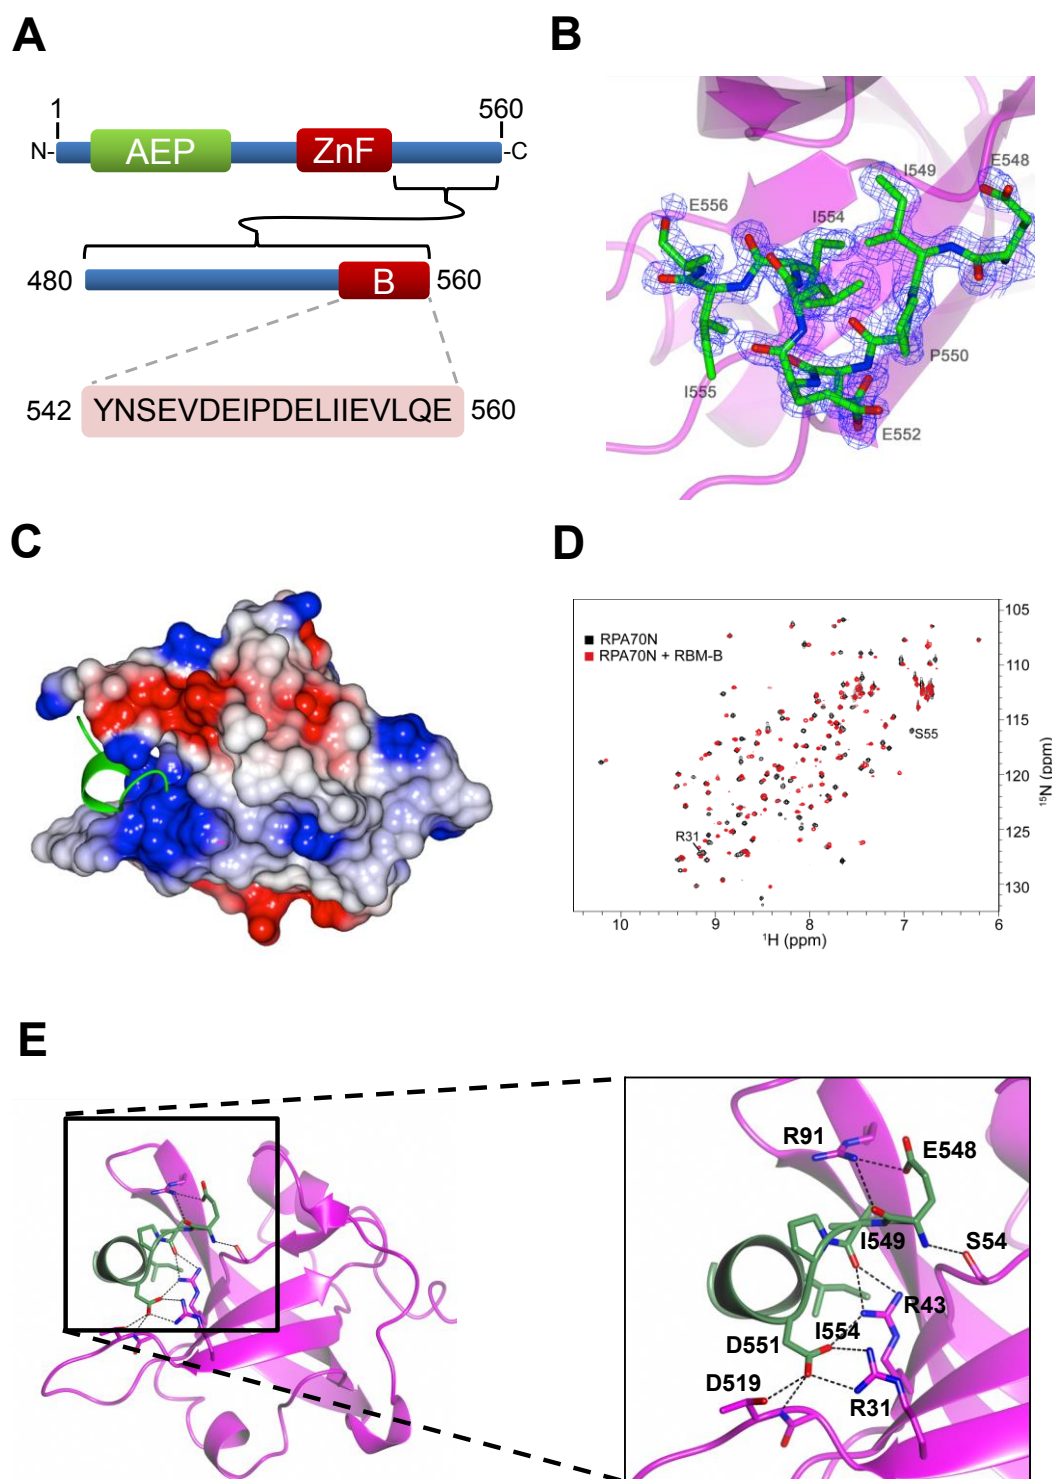 A
1
560
N-
AEP
ZnF
-C
480
B
560
542
YNSEVDEIPDELIIEVLQE
560
B
I549
E548
E556
I554
P550
I555
E552
C
D
RPA70N
RPA70N + RBM-B
S55
R31
105
110
115
120
125
130
15N (ppm)
10
9
8
7
6
1H (ppm)
E
R91
E548
I549
S54
R43
I554
D551
D519
R31